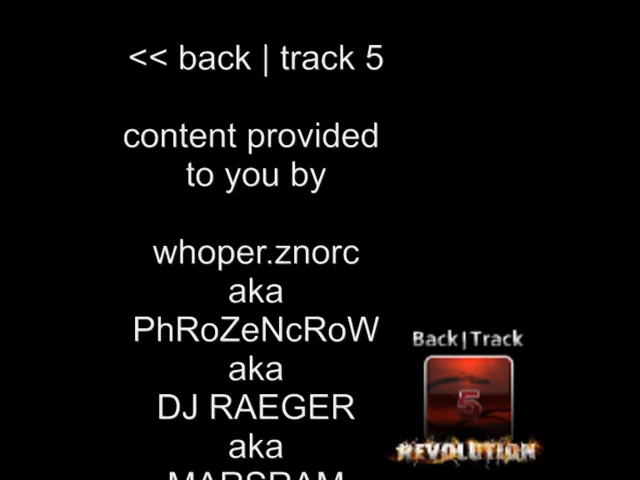 << back | track 5
content provided
to you by
whoper.znorc
aka
PhRoZeNcRoW
aka
DJ RAEGER
aka
MARSRAM
Back|Track
5
REVOLUTION